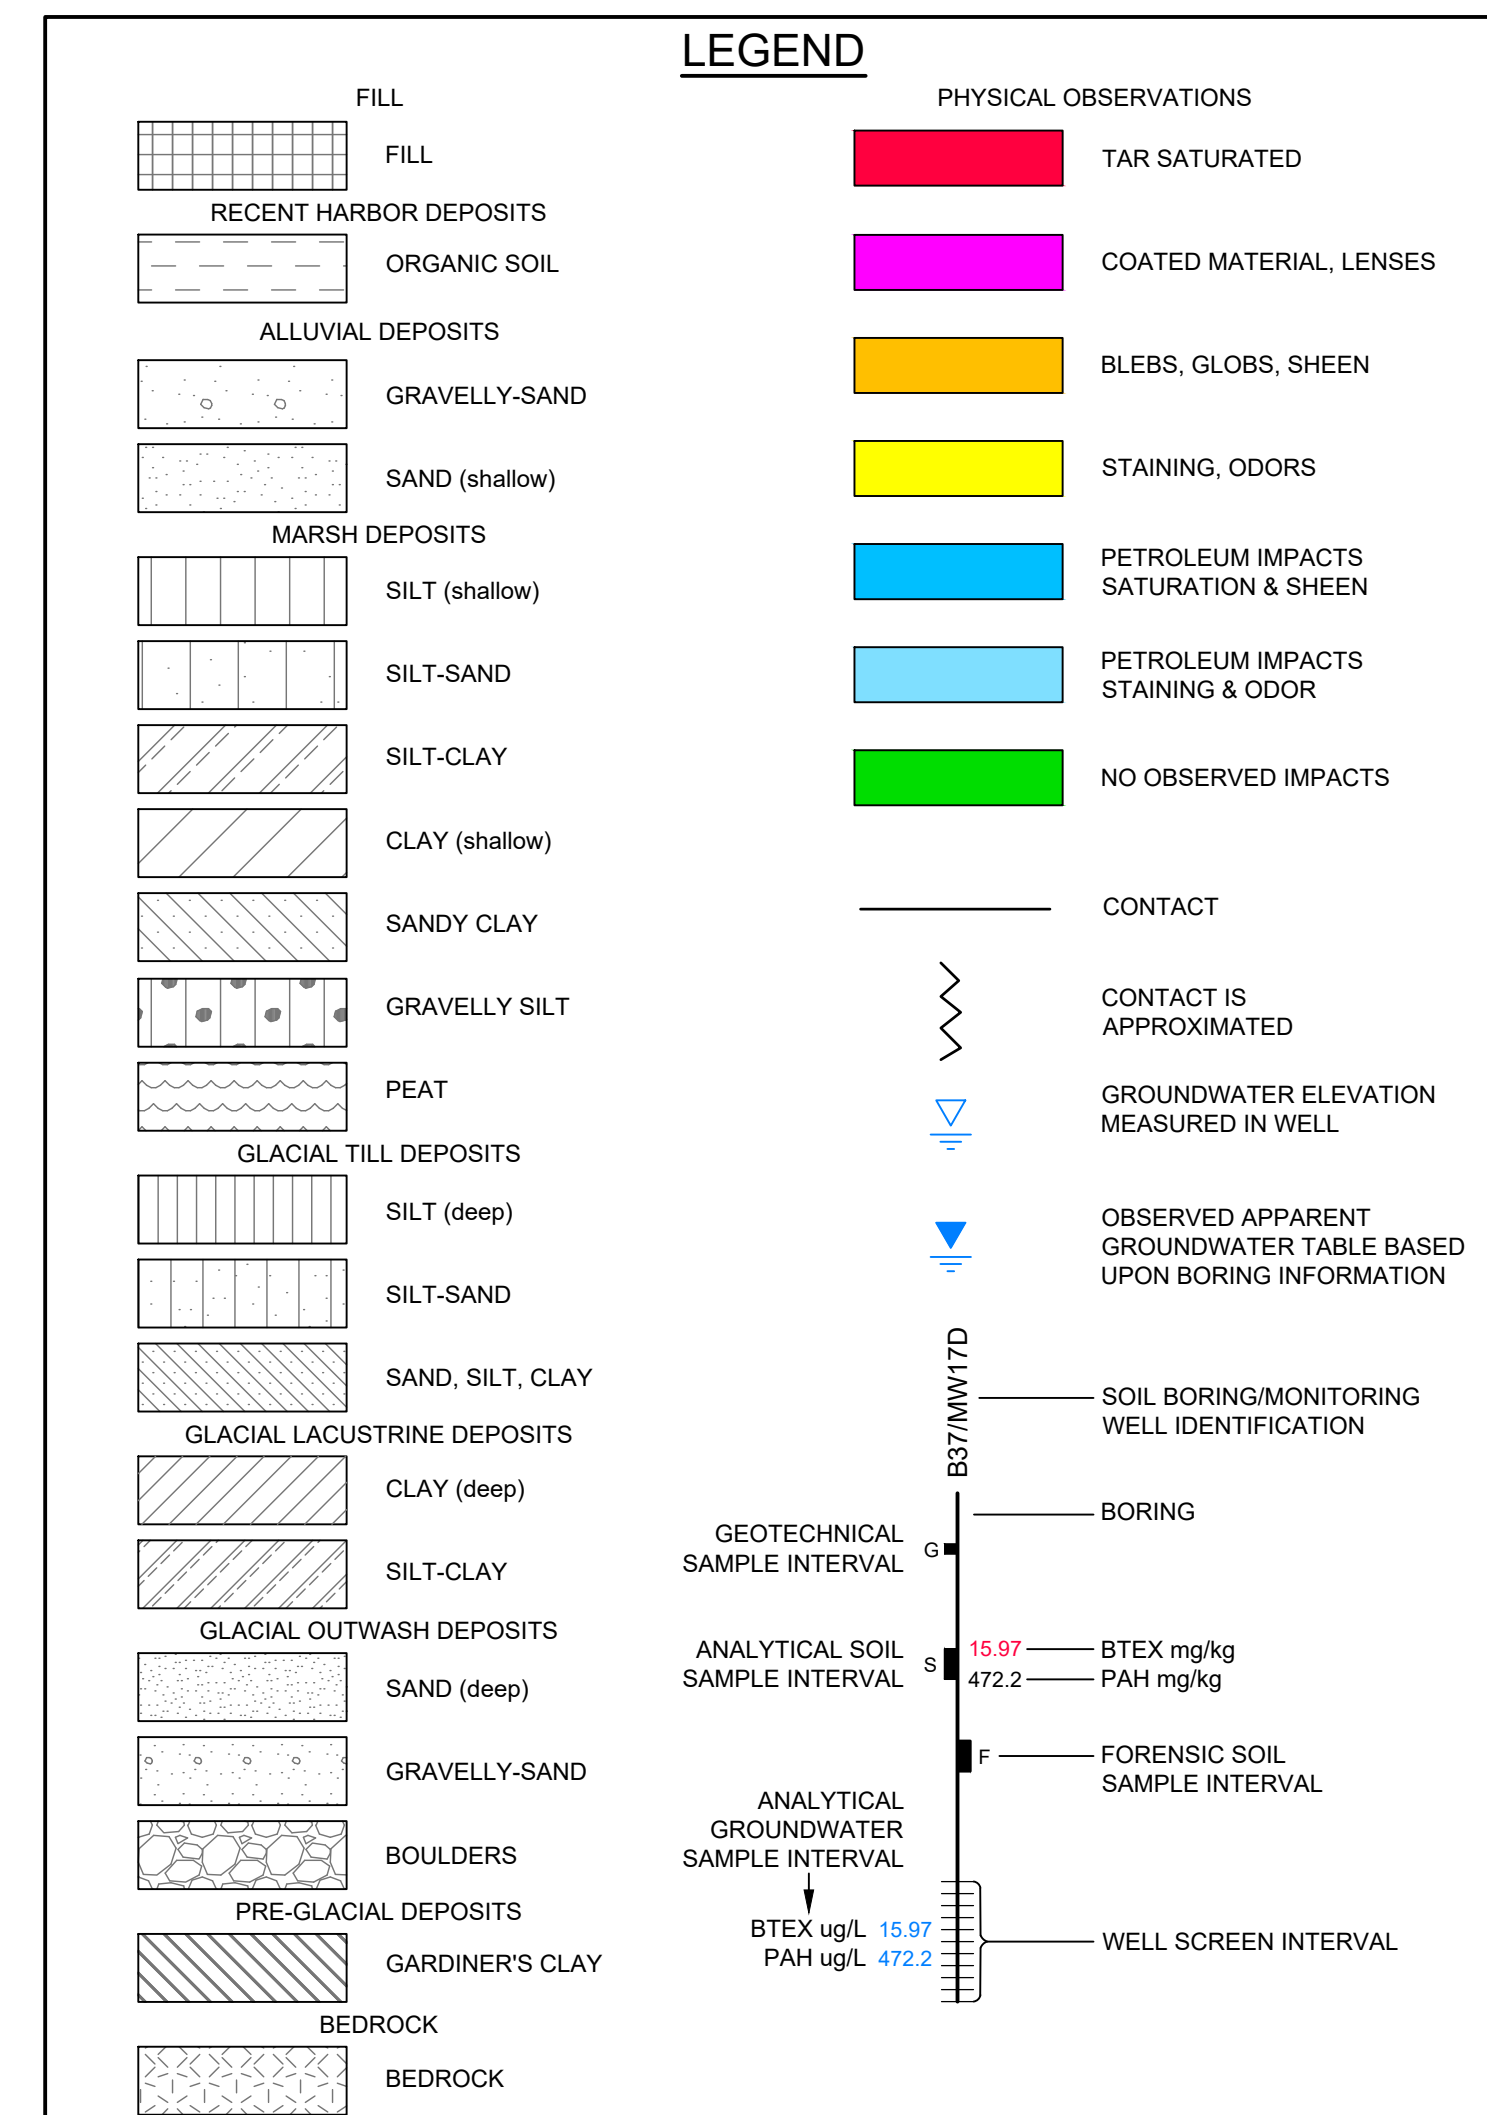 LEGEND
FILL
FILL
RECENT HARBOR DEPOSITS
ORGANIC SOIL
ALLUVIAL DEPOSITS
GRAVELLY-SAND
SAND (shallow)
MARSH DEPOSITS
SILT (shallow)
SILT-SAND
SILT-CLAY
CLAY (shallow)
SANDY CLAY
GRAVELLY SILT
PEAT
GLACIAL TILL DEPOSITS
SILT (deep)
SILT-SAND
SAND, SILT, CLAY
GLACIAL LACUSTRINE DEPOSITS
CLAY (deep)
SILT-CLAY
GLACIAL OUTWASH DEPOSITS
SAND (deep)
GRAVELLY-SAND
BOULDERS
PRE-GLACIAL DEPOSITS
GARDINER'S CLAY
BEDROCK
BEDROCK
PHYSICAL OBSERVATIONS
TAR SATURATED
COATED MATERIAL, LENSES
BLEBS, GLOBS, SHEEN
STAINING, ODORS
PETROLEUM IMPACTS
SATURATION & SHEEN
PETROLEUM IMPACTS
STAINING & ODOR
NO OBSERVED IMPACTS
CONTACT
CONTACT IS
APPROXIMATED
GROUNDWATER ELEVATION
MEASURED IN WELL
OBSERVED APPARENT
GROUNDWATER TABLE BASED
UPON BORING INFORMATION
B37/MW17D
SOIL BORING/MONITORING
WELL IDENTIFICATION
BORING
GEOTECHNICAL
SAMPLE INTERVAL
G
ANALYTICAL SOIL
SAMPLE INTERVAL
S
15.97
BTEX mg/kg
472.2
PAH mg/kg
F
FORENSIC SOIL
SAMPLE INTERVAL
ANALYTICAL
GROUNDWATER
SAMPLE INTERVAL
BTEX ug/L 15.97
PAH ug/L 472.2
WELL SCREEN INTERVAL